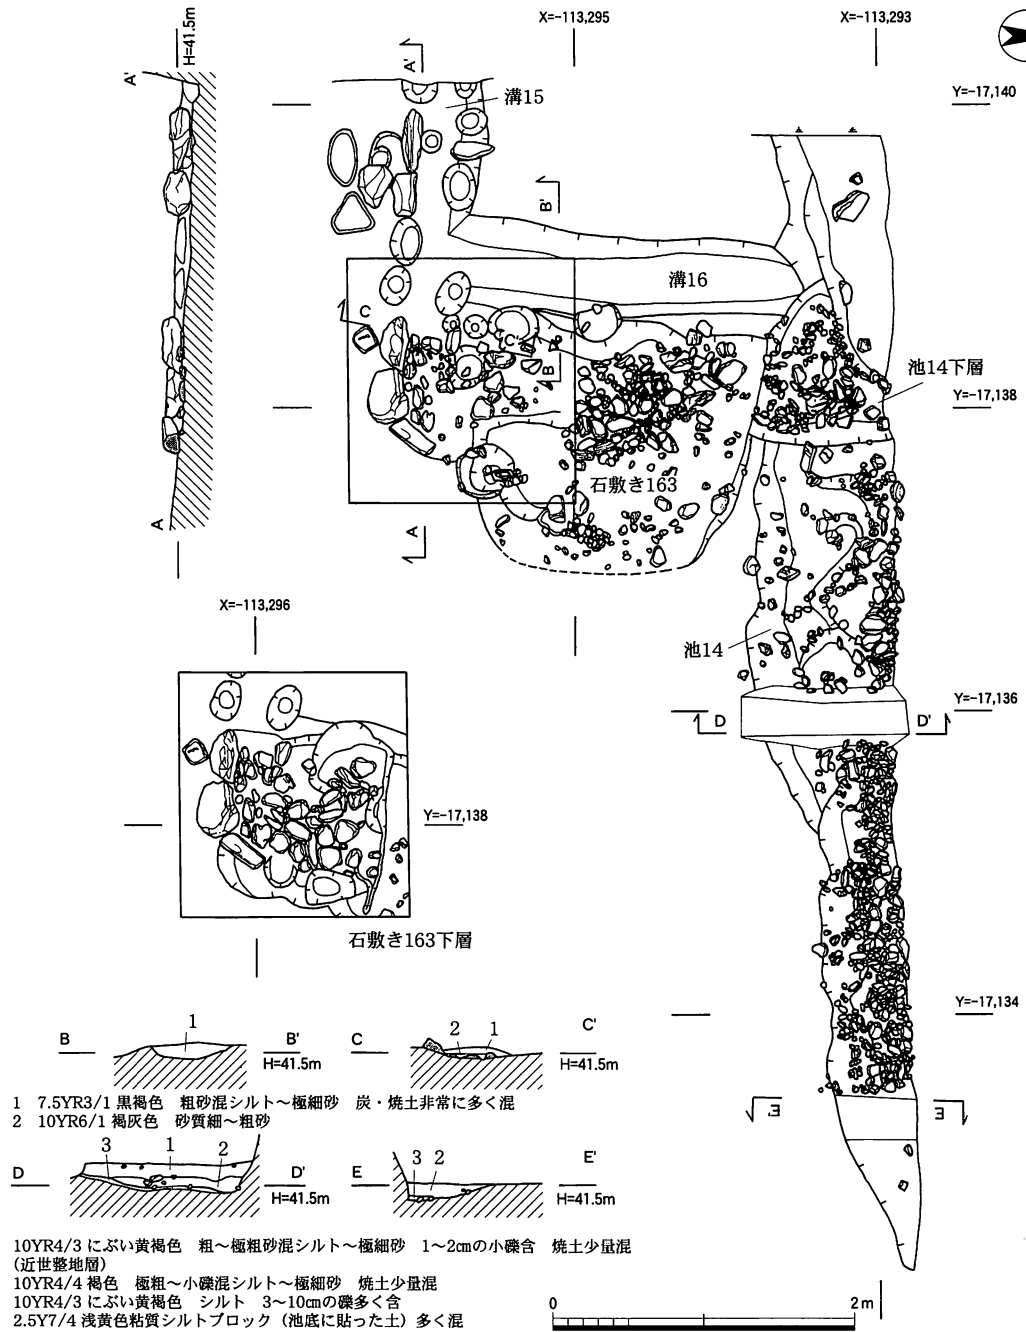 X=-113,295
X=-113,293
H=41.5m
A'
A'
溝15
Y=-17,140
B'
溝16
C
C'
B
池14下層
Y=-17,138
石敷き163
A
A
X=-113,296
池14
Y=-17,136
D
D'
Y=-17,138
石敷き163下層
Y=-17,134
B
1
B'
H=41.5m
C
2
1
C'
H=41.5m
1 7.5YR3/1 黒褐色 粗砂混シルト～極細砂 炭・焼土非常に多く混
2 10YR6/1 褐灰色 砂質細～粗砂
E
E'
D
3
1
2
D'
H=41.5m
E
3
2
E'
H=41.5m
10YR4/3 にぶい黄褐色 粗～極粗砂混シルト～極細砂 1～2㎝の小礫含 焼土少量混
(近世整地層)
10YR4/4 褐色 極粗～小礫混シルト～極細砂 焼土少量混
10YR4/3 にぶい黄褐色 シルト 3～10㎝の礫多く含
2.5Y7/4 浅黄色粘質シルトブロック（池底に貼った土）多く混
0
2m